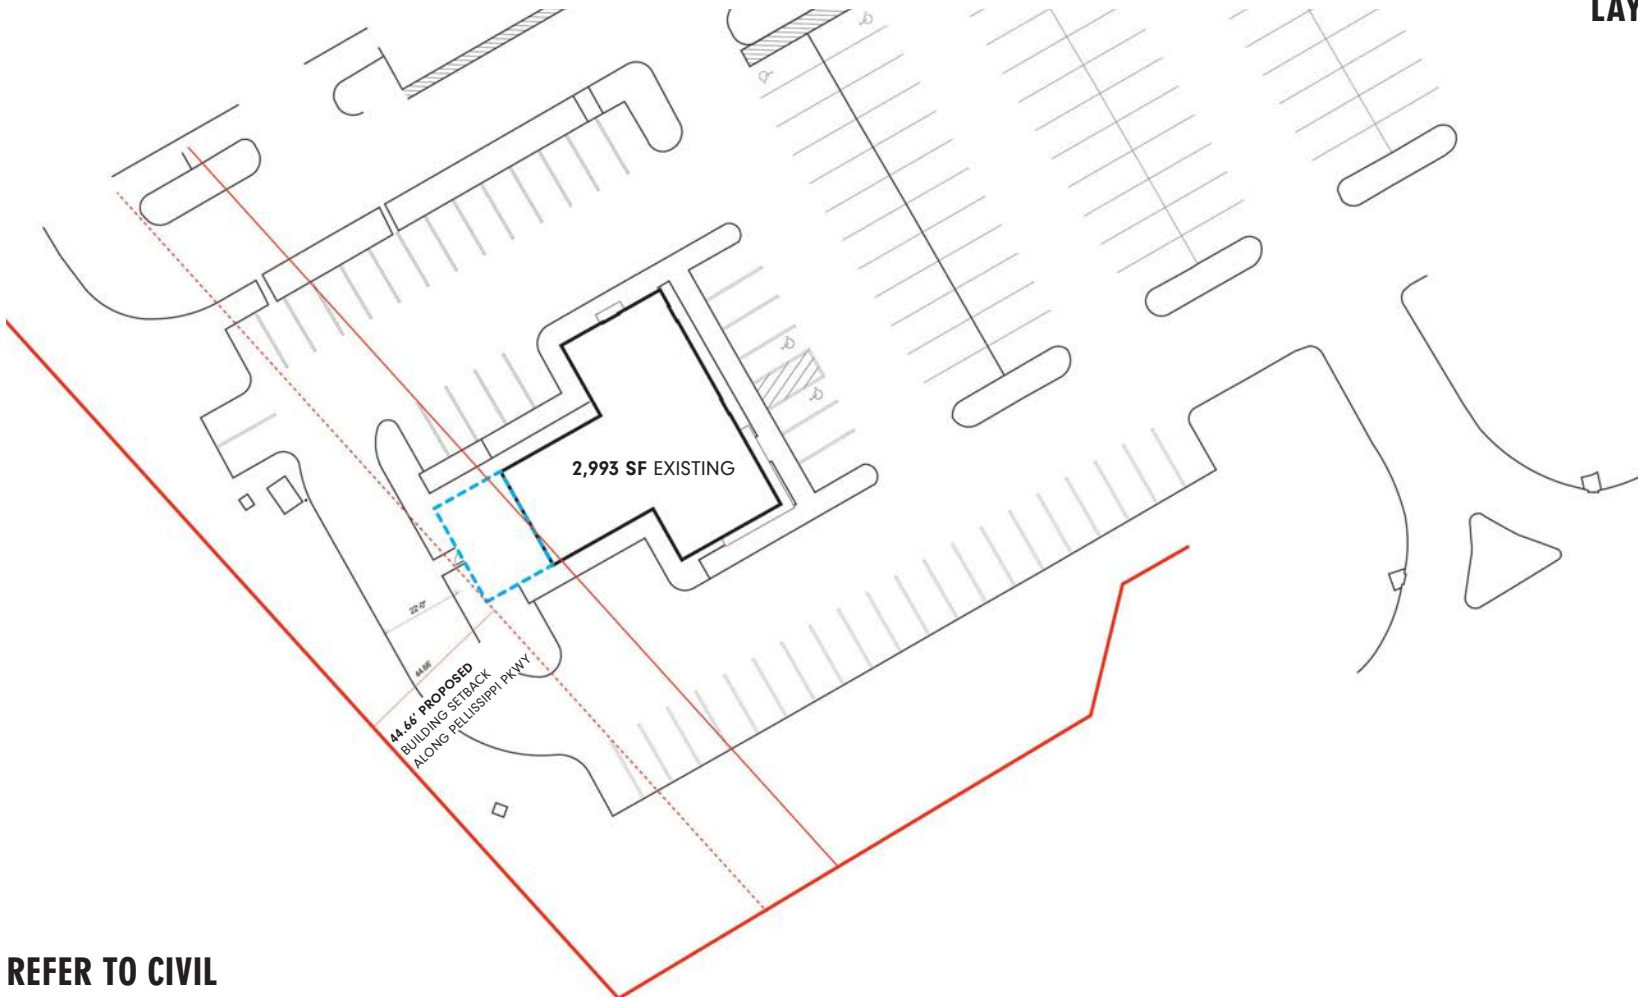 LAY
2,993 SF EXISTING
22'-0"
44.66'
44.66' PROPOSED
BUILDING SETBACK
ALONG PELLISSIPPI PKWY
REFER TO CIVIL